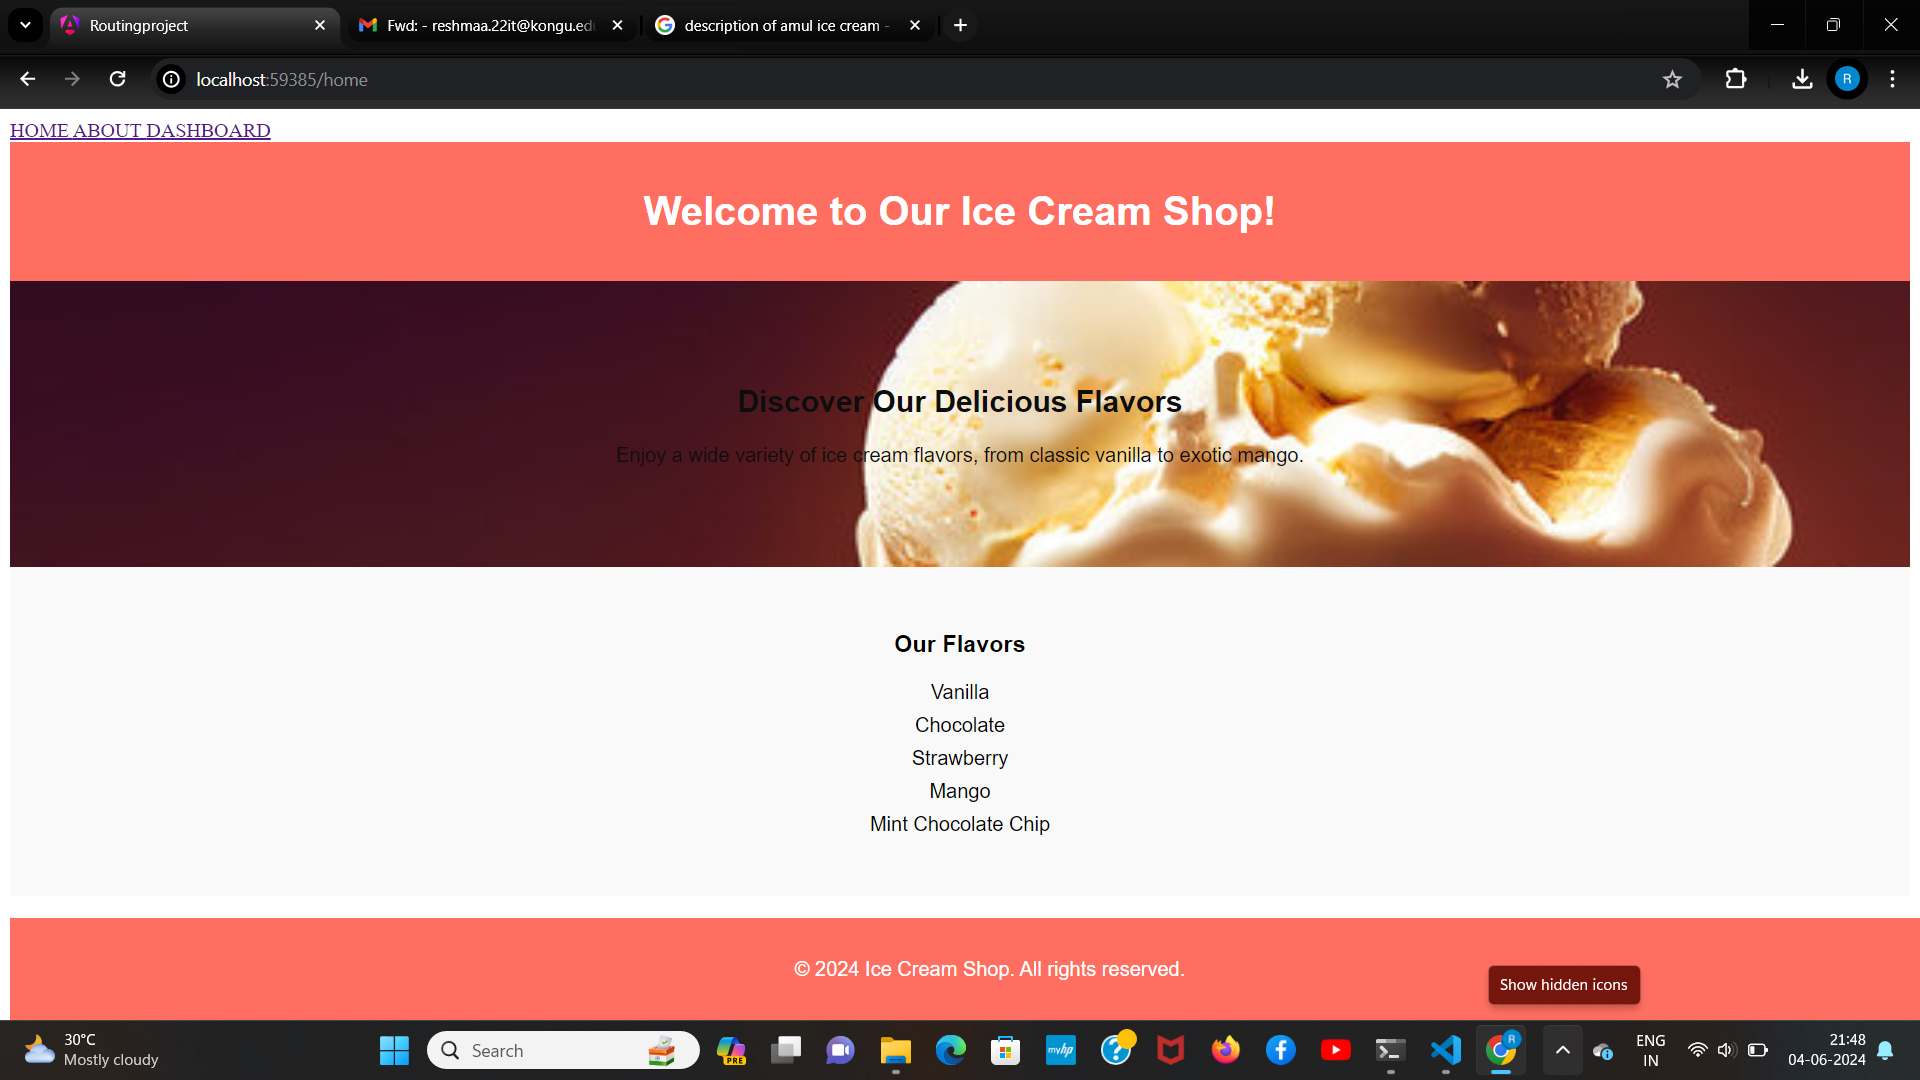 Routingproject
Fwd: - reshmaa.22it@kongu.edu
description of amul ice cream -
localhost:59385/home
R
HOME ABOUT DASHBOARD
Welcome to Our Ice Cream Shop!
Discover Our Delicious Flavors
Enjoy a wide variety of ice cream flavors, from classic vanilla to exotic mango.
Our Flavors
Vanilla
Chocolate
Strawberry
Mango
Mint Chocolate Chip
© 2024 Ice Cream Shop. All rights reserved.
Show hidden icons
30°C
Mostly cloudy
Search
PRE
myhp
R
ENG
IN
21:48
04-06-2024